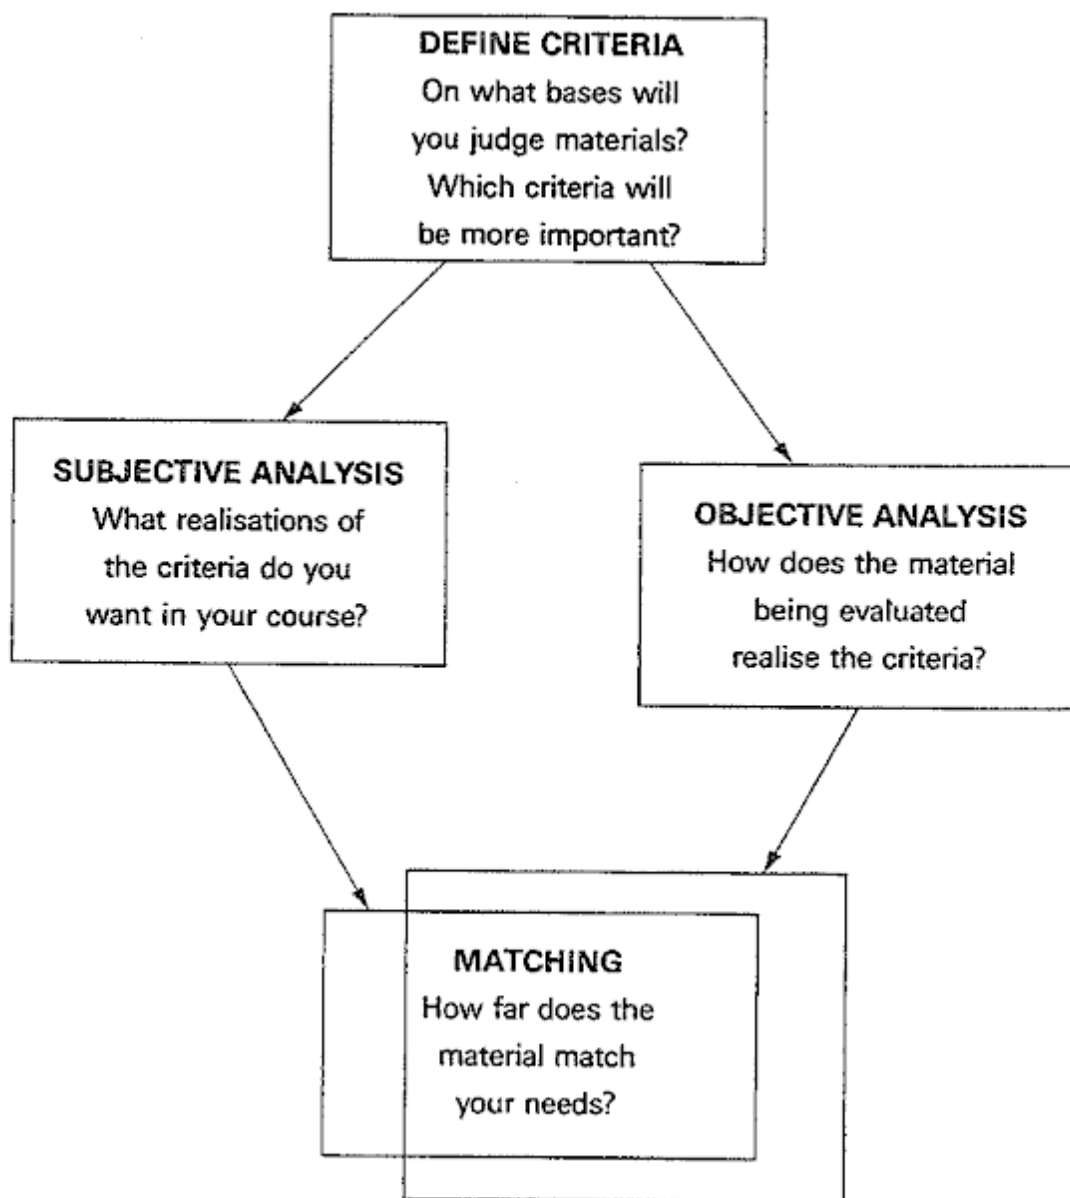 DEFINE CRITERIA
On what bases will
you judge materials?
Which criteria will
be more important?
SUBJECTIVE ANALYSIS
What realisations of
the criteria do you
want in your course?
OBJECTIVE ANALYSIS
How does the material
being evaluated
realise the criteria?
MATCHING
How far does the
material match
your needs?